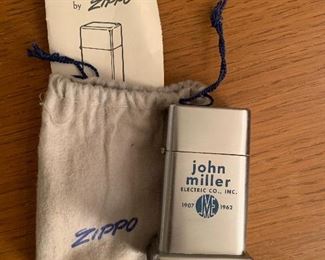 by ZIPPO
john
miller
ELECTRIC CO., INC.
1907 JME 1962
ZIPPO